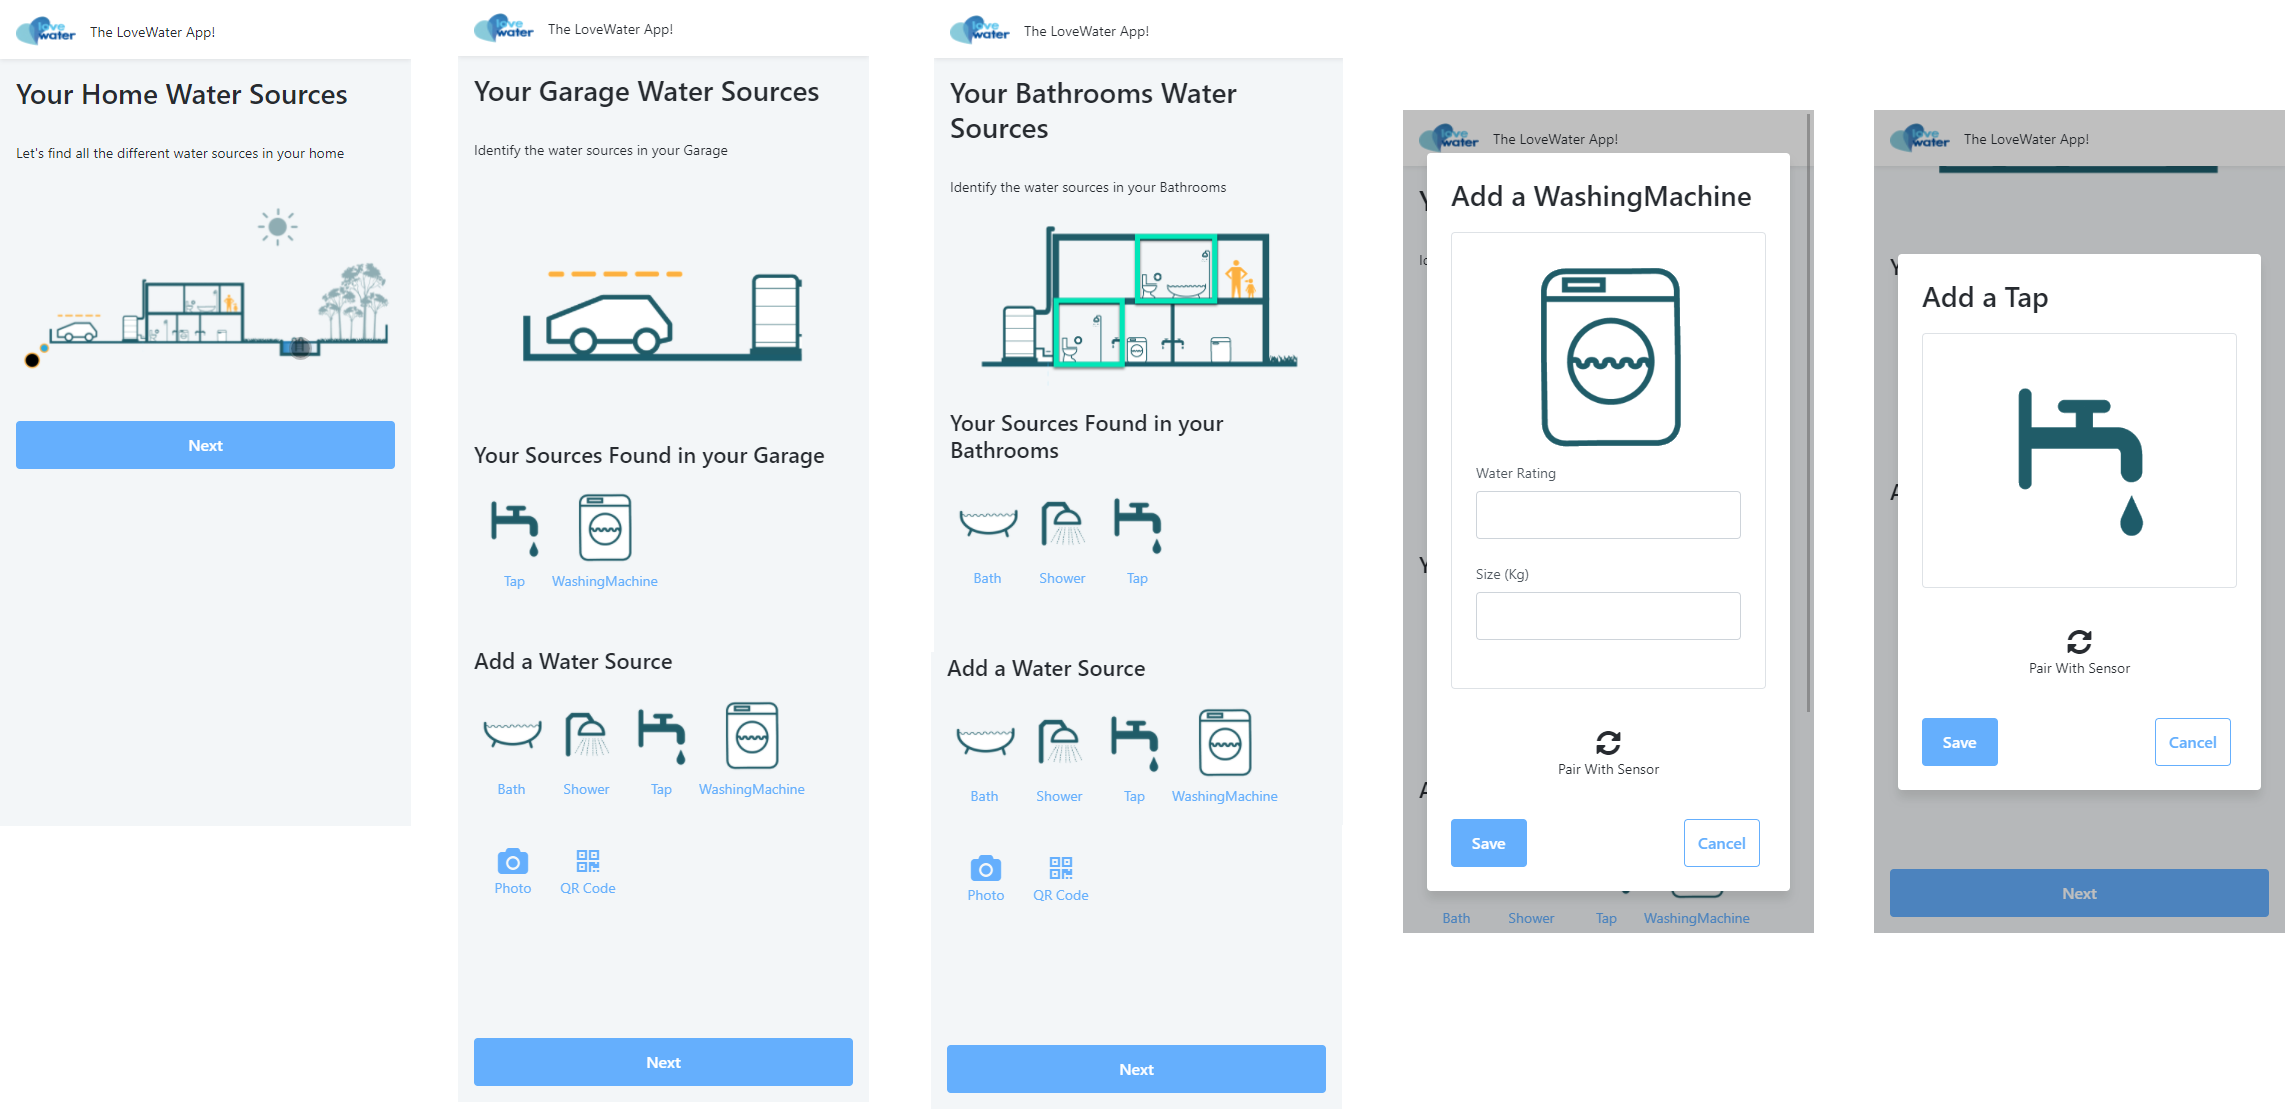 love
water
The LoveWater App!
Your Home Water Sources
Let's find all the different water sources in your home
Next
love
water
The LoveWater App!
Your Garage Water Sources
Identify the water sources in your Garage
Your Sources Found in your Garage
Tap
WashingMachine
Add a Water Source
Bath
Shower
Tap
WashingMachine
Photo
QR Code
Next
love
water
The LoveWater App!
Your Bathrooms Water
Sources
Identify the water sources in your Bathrooms
Your Sources Found in your
Bathrooms
Bath
Shower
Tap
Add a Water Source
Bath
Shower
Tap
WashingMachine
Photo
QR Code
Next
love
water
The LoveWater App!
Add a WashingMachine
Water Rating
Size (Kg)
Pair With Sensor
Save
Cancel
Bath
Shower
Tap
WashingMachine
love
water
The LoveWater App!
Add a Tap
Pair With Sensor
Save
Cancel
Next